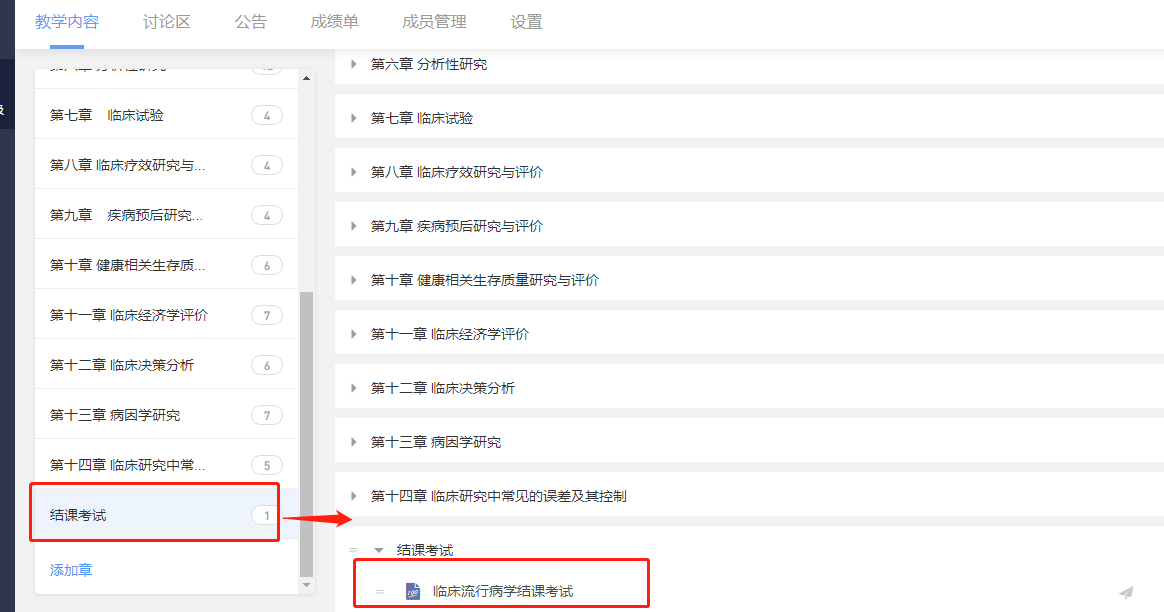 教学内容 讨论区 公告 成绩单 成员管理 设置
第七章 临床试验 4
第八章 临床疗效研究与... 4
第九章 疾病预后研究... 4
第十章 健康相关生存质... 6
第十一章 临床经济学评价 7
第十二章 临床决策分析 6
第十三章 病因学研究 7
第十四章 临床研究中常... 5
结课考试 1
添加章
第六章 分析性研究
第七章 临床试验
第八章 临床疗效研究与评价
第九章 疾病预后研究与评价
第十章 健康相关生存质量研究与评价
第十一章 临床经济学评价
第十二章 临床决策分析
第十三章 病因学研究
第十四章 临床研究中常见的误差及其控制
结课考试
临床流行病学结课考试